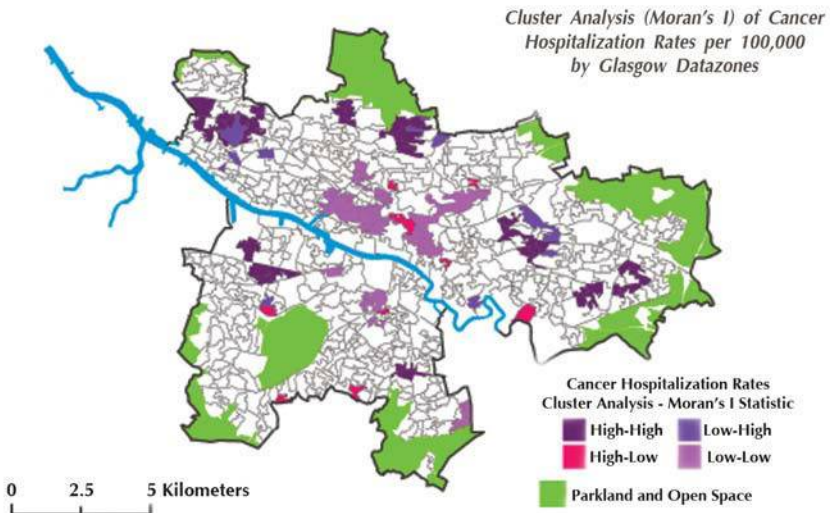 Cluster Analysis (Moran's I) of Cancer
Hospitalization Rates per 100,000
by Glasgow Datazones
Cancer Hospitalization Rates
Cluster Analysis - Moran's I Statistic
High-High Low-High
High-Low Low-Low
Parkland and Open Space
0 2.5 5 Kilometers